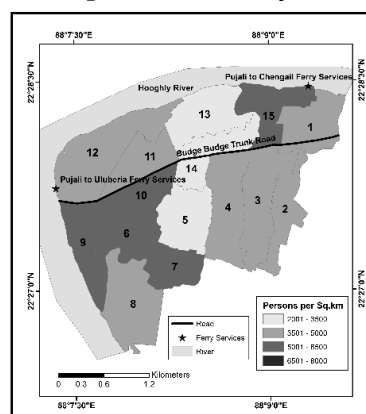 88°7'30"E
88°9'0"E
22°28'30"N
22°28'30"N
Pujali to Chengail Ferry Services
Hooghly River
13
15
1
12
11
Budge Budge Trunk Road
14
Pujali to Uluberia Ferry Services
10
5
4
3
2
9
6
7
8
22°27'0"N
22°27'0"N
Road
Ferry Services
River
Persons per Sq.km
2001 - 3500
3501 - 5000
5001 - 6500
6501 - 8000
Kilometers
0 0.3 0.6 1.2
88°7'30"E
88°9'0"E